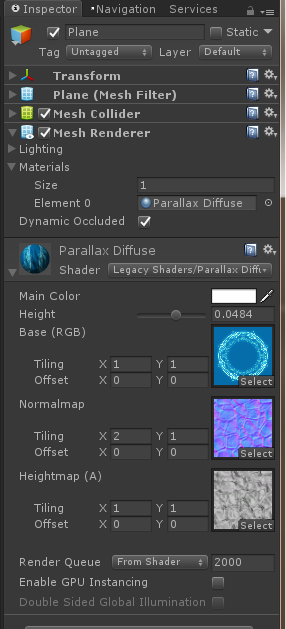 Inspector Navigation Services
Plane Static
Tag Untagged Layer Default
Transform
Plane (Mesh Filter)
Mesh Collider
Mesh Renderer
Lighting
Materials
Size 1
Element 0 Parallax Diffuse
Dynamic Occluded
Parallax Diffuse
Shader Legacy Shaders/Parallax Diffu
Main Color
Height 0.0484
Base (RGB)
Tiling X 1 Y 1
Offset X 0 Y 0
Select
Normalmap
Tiling X 2 Y 1
Offset X 0 Y 0
Select
Heightmap (A)
Tiling X 1 Y 1
Offset X 0 Y 0
Select
Render Queue From Shader 2000
Enable GPU Instancing
Double Sided Global Illumination